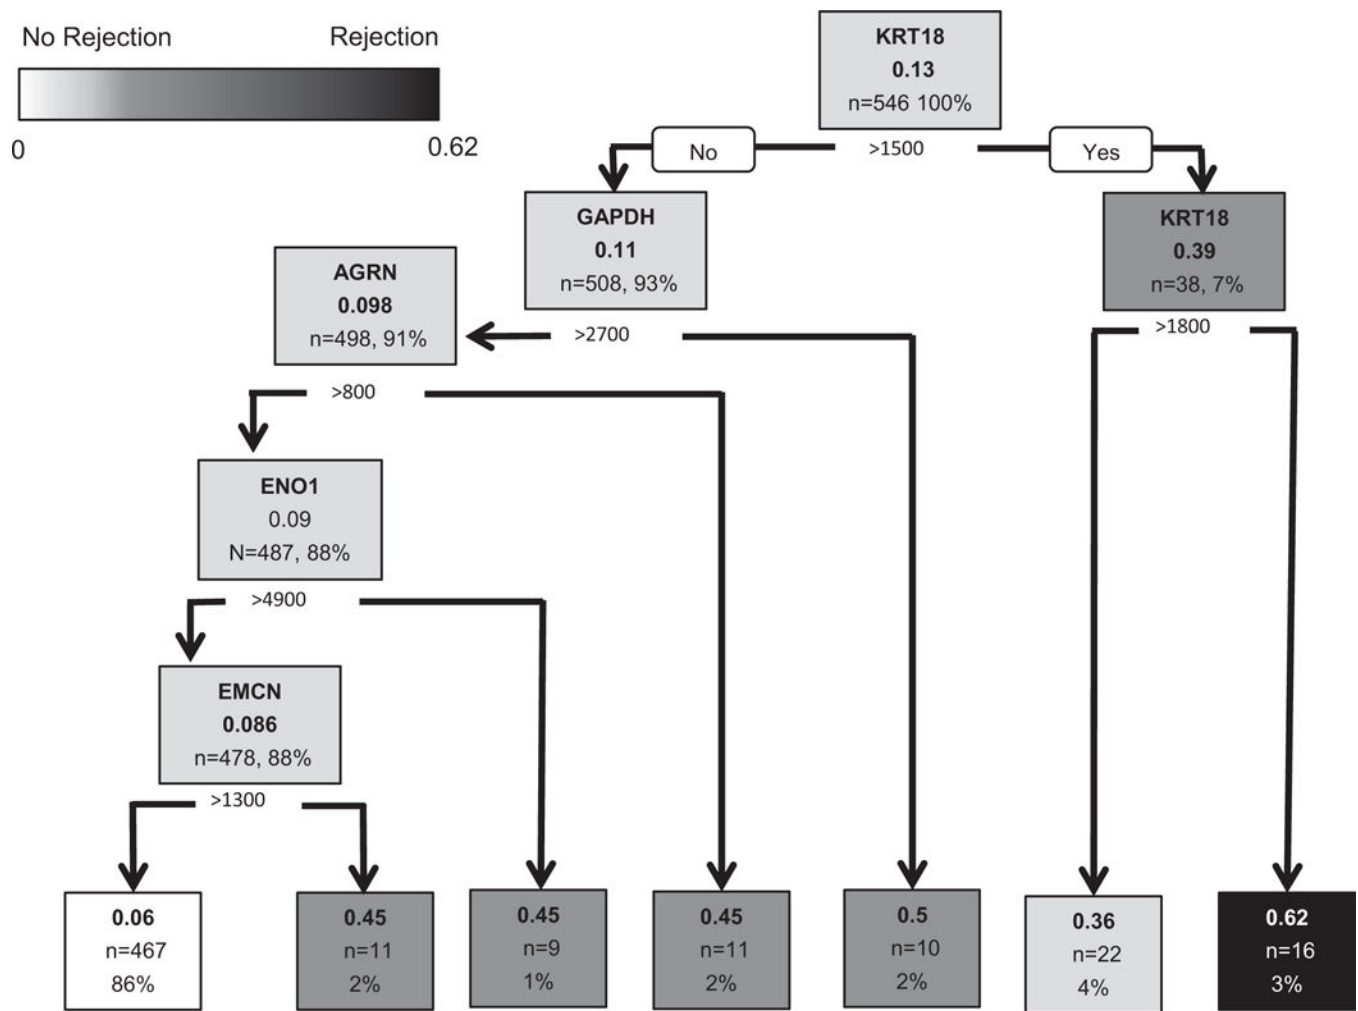 No Rejection Rejection
0 0.62
KRT18
0.13
n=546 100%
No >1500 Yes
GAPDH
0.11
n=508, 93%
KRT18
0.39
n=38, 7%
AGRN
0.098
n=498, 91%
>2700
>1800
>800
ENO1
0.09
N=487, 88%
>4900
EMCN
0.086
n=478, 88%
>1300
0.06
n=467
86%
0.45
n=11
2%
0.45
n=9
1%
0.45
n=11
2%
0.5
n=10
2%
0.36
n=22
4%
0.62
n=16
3%